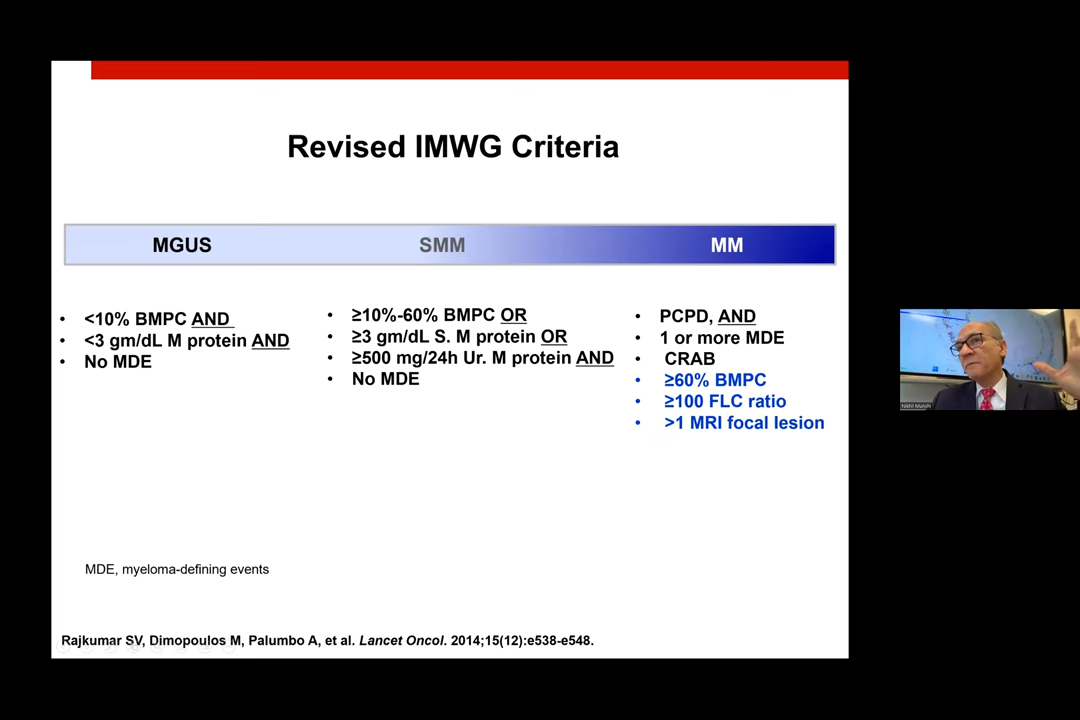 Revised IMWG Criteria
MGUS
SMM
MM
• <10% BMPC AND
• <3 gm/dL M protein AND
• No MDE
• ≥10%-60% BMPC OR
• ≥3 gm/dL S. M protein OR
• ≥500 mg/24h Ur. M protein AND
• No MDE
• PCPD, AND
• 1 or more MDE
• CRAB
• ≥60% BMPC
• ≥100 FLC ratio
• >1 MRI focal lesion
MDE, myeloma-defining events
Rajkumar SV, Dimopoulos M, Palumbo A, et al. Lancet Oncol. 2014;15(12):e538-e548.
Nikhil Munshi